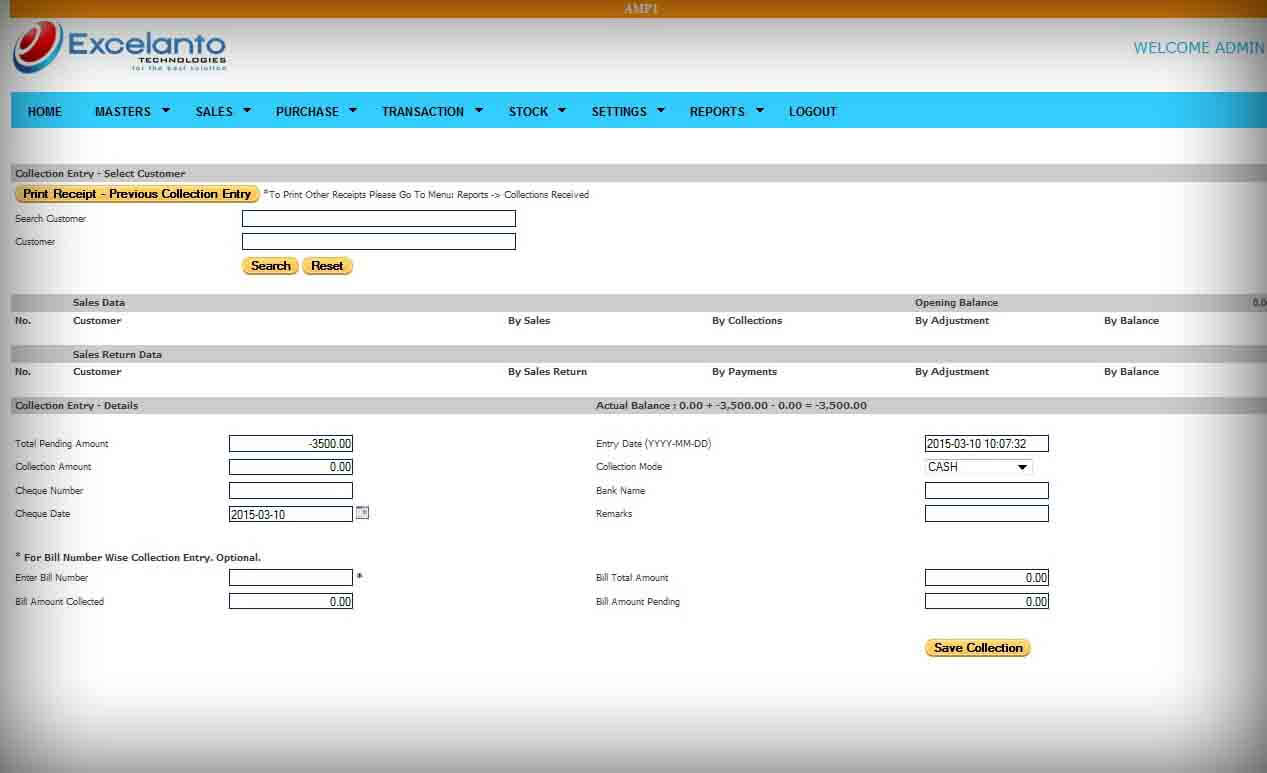 AMPI
Excelanto
TECHNOLOGIES
for the best solution
WELCOME ADMIN
HOME MASTERS SALES PURCHASE TRANSACTION STOCK SETTINGS REPORTS LOGOUT
Collection Entry - Select Customer
Print Receipt - Previous Collection Entry *To Print Other Receipts Please Go To Menu: Reports -> Collections Received
Search Customer
Customer
Search Reset
Sales Data Opening Balance 0.0
No. Customer By Sales By Collections By Adjustment By Balance
Sales Return Data
No. Customer By Sales Return By Payments By Adjustment By Balance
Collection Entry - Details Actual Balance : 0.00 + -3,500.00 - 0.00 = -3,500.00
Total Pending Amount -3500.00 Entry Date (YYYY-MM-DD) 2015-03-10 10:07:32
Collection Amount 0.00 Collection Mode CASH
Cheque Number Bank Name
Cheque Date 2015-03-10 Remarks
* For Bill Number Wise Collection Entry. Optional.
Enter Bill Number * Bill Total Amount 0.00
Bill Amount Collected 0.00 Bill Amount Pending 0.00
Save Collection